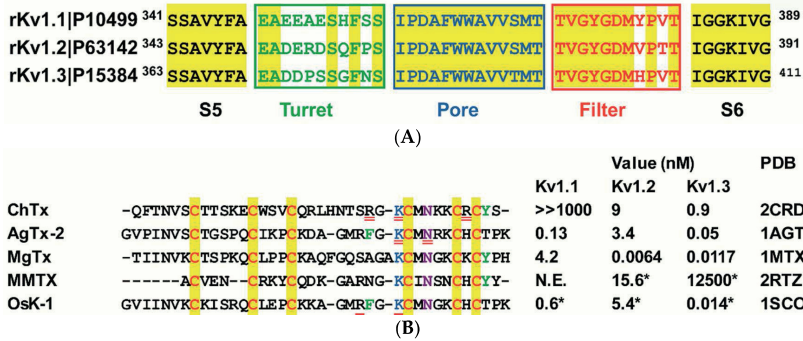 rKv1.1|P10499 341 SSAVYFA EAEEAESHFSS IPDAFWWAVVSMT TVGYGDMYPVT IGGKIVG 389
rKv1.2|P63142 343 SSAVYFA EADERDSQFPS IPDAFWWAVVSMT TVGYGDMVPTT IGGKIVG 391
rKv1.3|P15384 363 SSAVYFA EADDPSSGFNS IPDAFWWAVVTMT TVGYGDMHPVT IGGKIVG 411
S5 Turret Pore Filter S6
(A)
Value (nM) PDB
Kv1.1 Kv1.2 Kv1.3
ChTx -QFTNVSCTTSKECWSVCQRLHNTSRG-KCMNKKCRCYS- >>1000 9 0.9 2CRD
AgTx-2 GVPINVSCTGSPQCIKPCKDA-GMRFG-KCMNRKCHCTPK 0.13 3.4 0.05 1AGT
MgTx -TIINVKCTSPKQCLPPCKAQFGQSAGAKCMNGKCKCYPH 4.2 0.0064 0.0117 1MTX
MMTX ------ACVEN--CRKYCQDK-GARNG-KCINSNCHCYY- N.E. 15.6* 12500* 2RTZ
OsK-1 GVIINVKCKISRQCLEPCKKA-GMRFG-KCMNGKCHCTPK 0.6* 5.4* 0.014* 1SCO
(B)